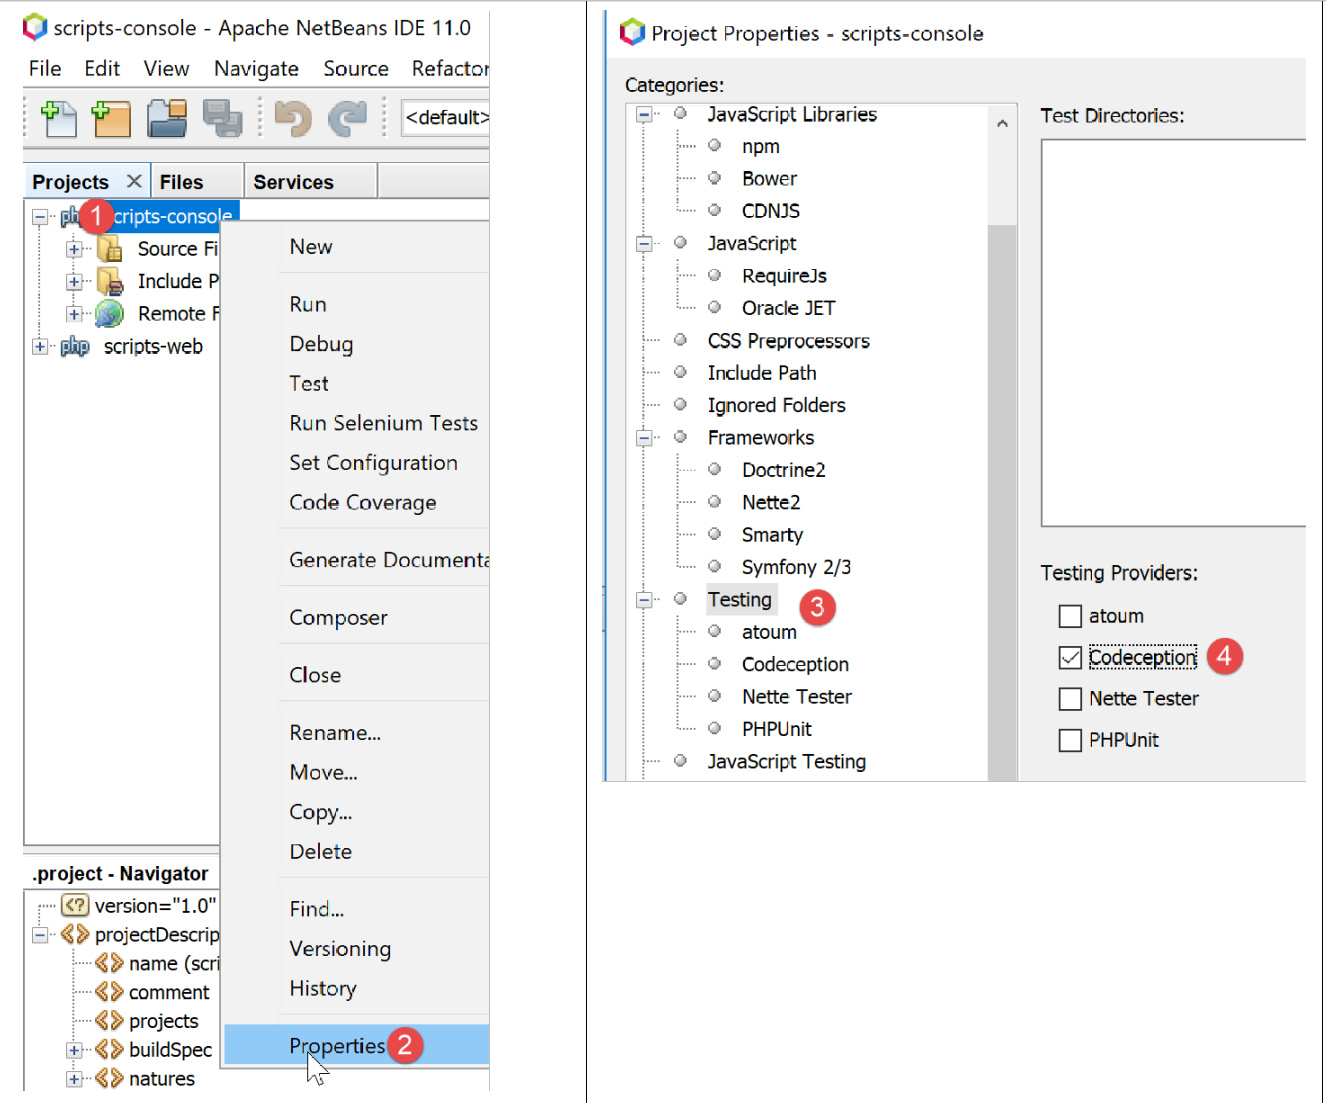 scripts-console - Apache NetBeans IDE 11.0
File Edit View Navigate Source Refactor
<default>
Projects Files Services
php 1 cripts-console
Source Fi
Include P
Remote F
php scripts-web
New
Run
Debug
Test
Run Selenium Tests
Set Configuration
Code Coverage
Generate Documenta
Composer
Close
Rename...
Move...
Copy...
Delete
Find...
Versioning
History
Properties 2
.project - Navigator
<?> version="1.0"
projectDescrip
name (scri
comment
projects
buildSpec
natures
Project Properties - scripts-console
Categories:
JavaScript Libraries
npm
Bower
CDNJS
JavaScript
RequireJs
Oracle JET
CSS Preprocessors
Include Path
Ignored Folders
Frameworks
Doctrine2
Nette2
Smarty
Symfony 2/3
Testing 3
atoum
Codeception
Nette Tester
PHPUnit
JavaScript Testing
Test Directories:
Testing Providers:
atoum
Codeception 4
Nette Tester
PHPUnit